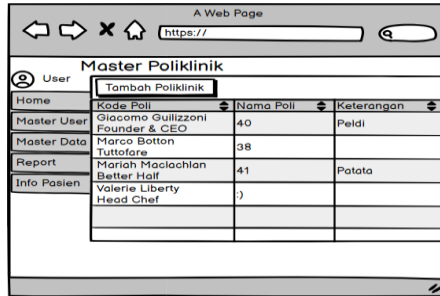 A Web Page
https://
Master Poliklinik
User
Tambah Poliklinik
Home
Master User
Master Data
Report
Info Pasien
Kode Poli Nama Poli Keterangan
Giacomo Guilizzoni 40 Peldi
Founder & CEO
Marco Botton 38
Tuttofare
Mariah Maclachlan 41 Patata
Better Half
Valerie Liberty :)
Head Chef